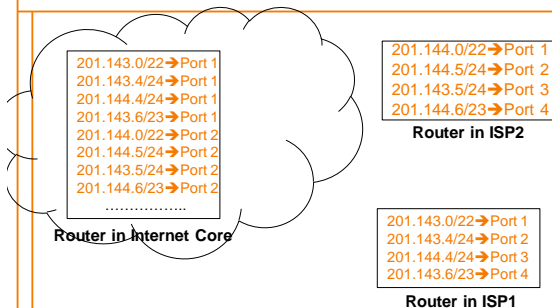 201.143.0/22➔Port 1
201.143.4/24➔Port 1
201.144.4/24➔Port 1
201.143.6/23➔Port 1
201.144.0/22➔Port 2
201.144.5/24➔Port 2
201.143.5/24➔Port 2
201.144.6/23➔Port 2
……………..
Router in Internet Core
201.144.0/22➔Port 1
201.144.5/24➔Port 2
201.143.5/24➔Port 3
201.144.6/23➔Port 4
Router in ISP2
201.143.0/22➔Port 1
201.143.4/24➔Port 2
201.144.4/24➔Port 3
201.143.6/23➔Port 4
Router in ISP1